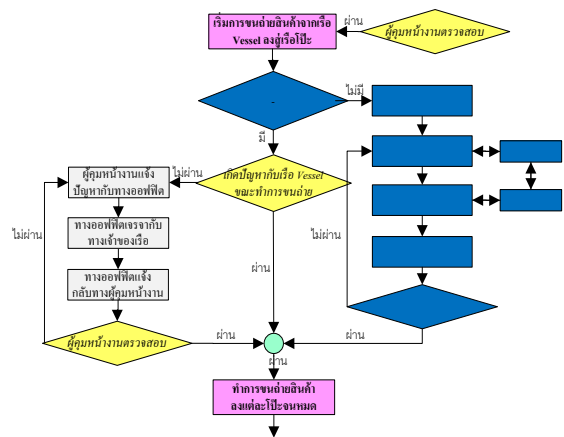 เริ่มการขนถ่ายสินค้าจากเรือ
Vessel ลงสู่เรือโป๊ะ
ผ่าน
ผู้คุมหน้างานตรวจสอบ
-
ไม่มี
มี
เกิดปัญหากับเรือ Vessel
ขณะทำการขนถ่าย
ไม่ผ่าน
ผู้คุมหน้างานแจ้ง
ปัญหากับทางออฟฟิต
ไม่ผ่าน
ทางออฟฟิตเจรจากับ
ทางเจ้าของเรือ
ไม่ผ่าน
ทางออฟฟิตแจ้ง
กลับทางผู้คุมหน้างาน
ผ่าน
ผู้คุมหน้างานตรวจสอบ
ผ่าน
ผ่าน
ผ่าน
ทำการขนถ่ายสินค้า
ลงแต่ละโป๊ะจนหมด